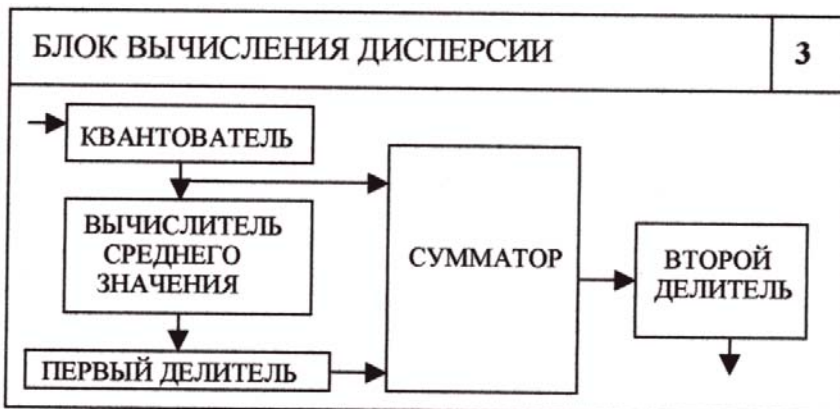 БЛОК ВЫЧИСЛЕНИЯ ДИСПЕРСИИ
3
КВАНТОВАТЕЛЬ
ВЫЧИСЛИТЕЛЬ
СРЕДНЕГО
ЗНАЧЕНИЯ
ПЕРВЫЙ ДЕЛИТЕЛЬ
СУММАТОР
ВТОРОЙ
ДЕЛИТЕЛЬ